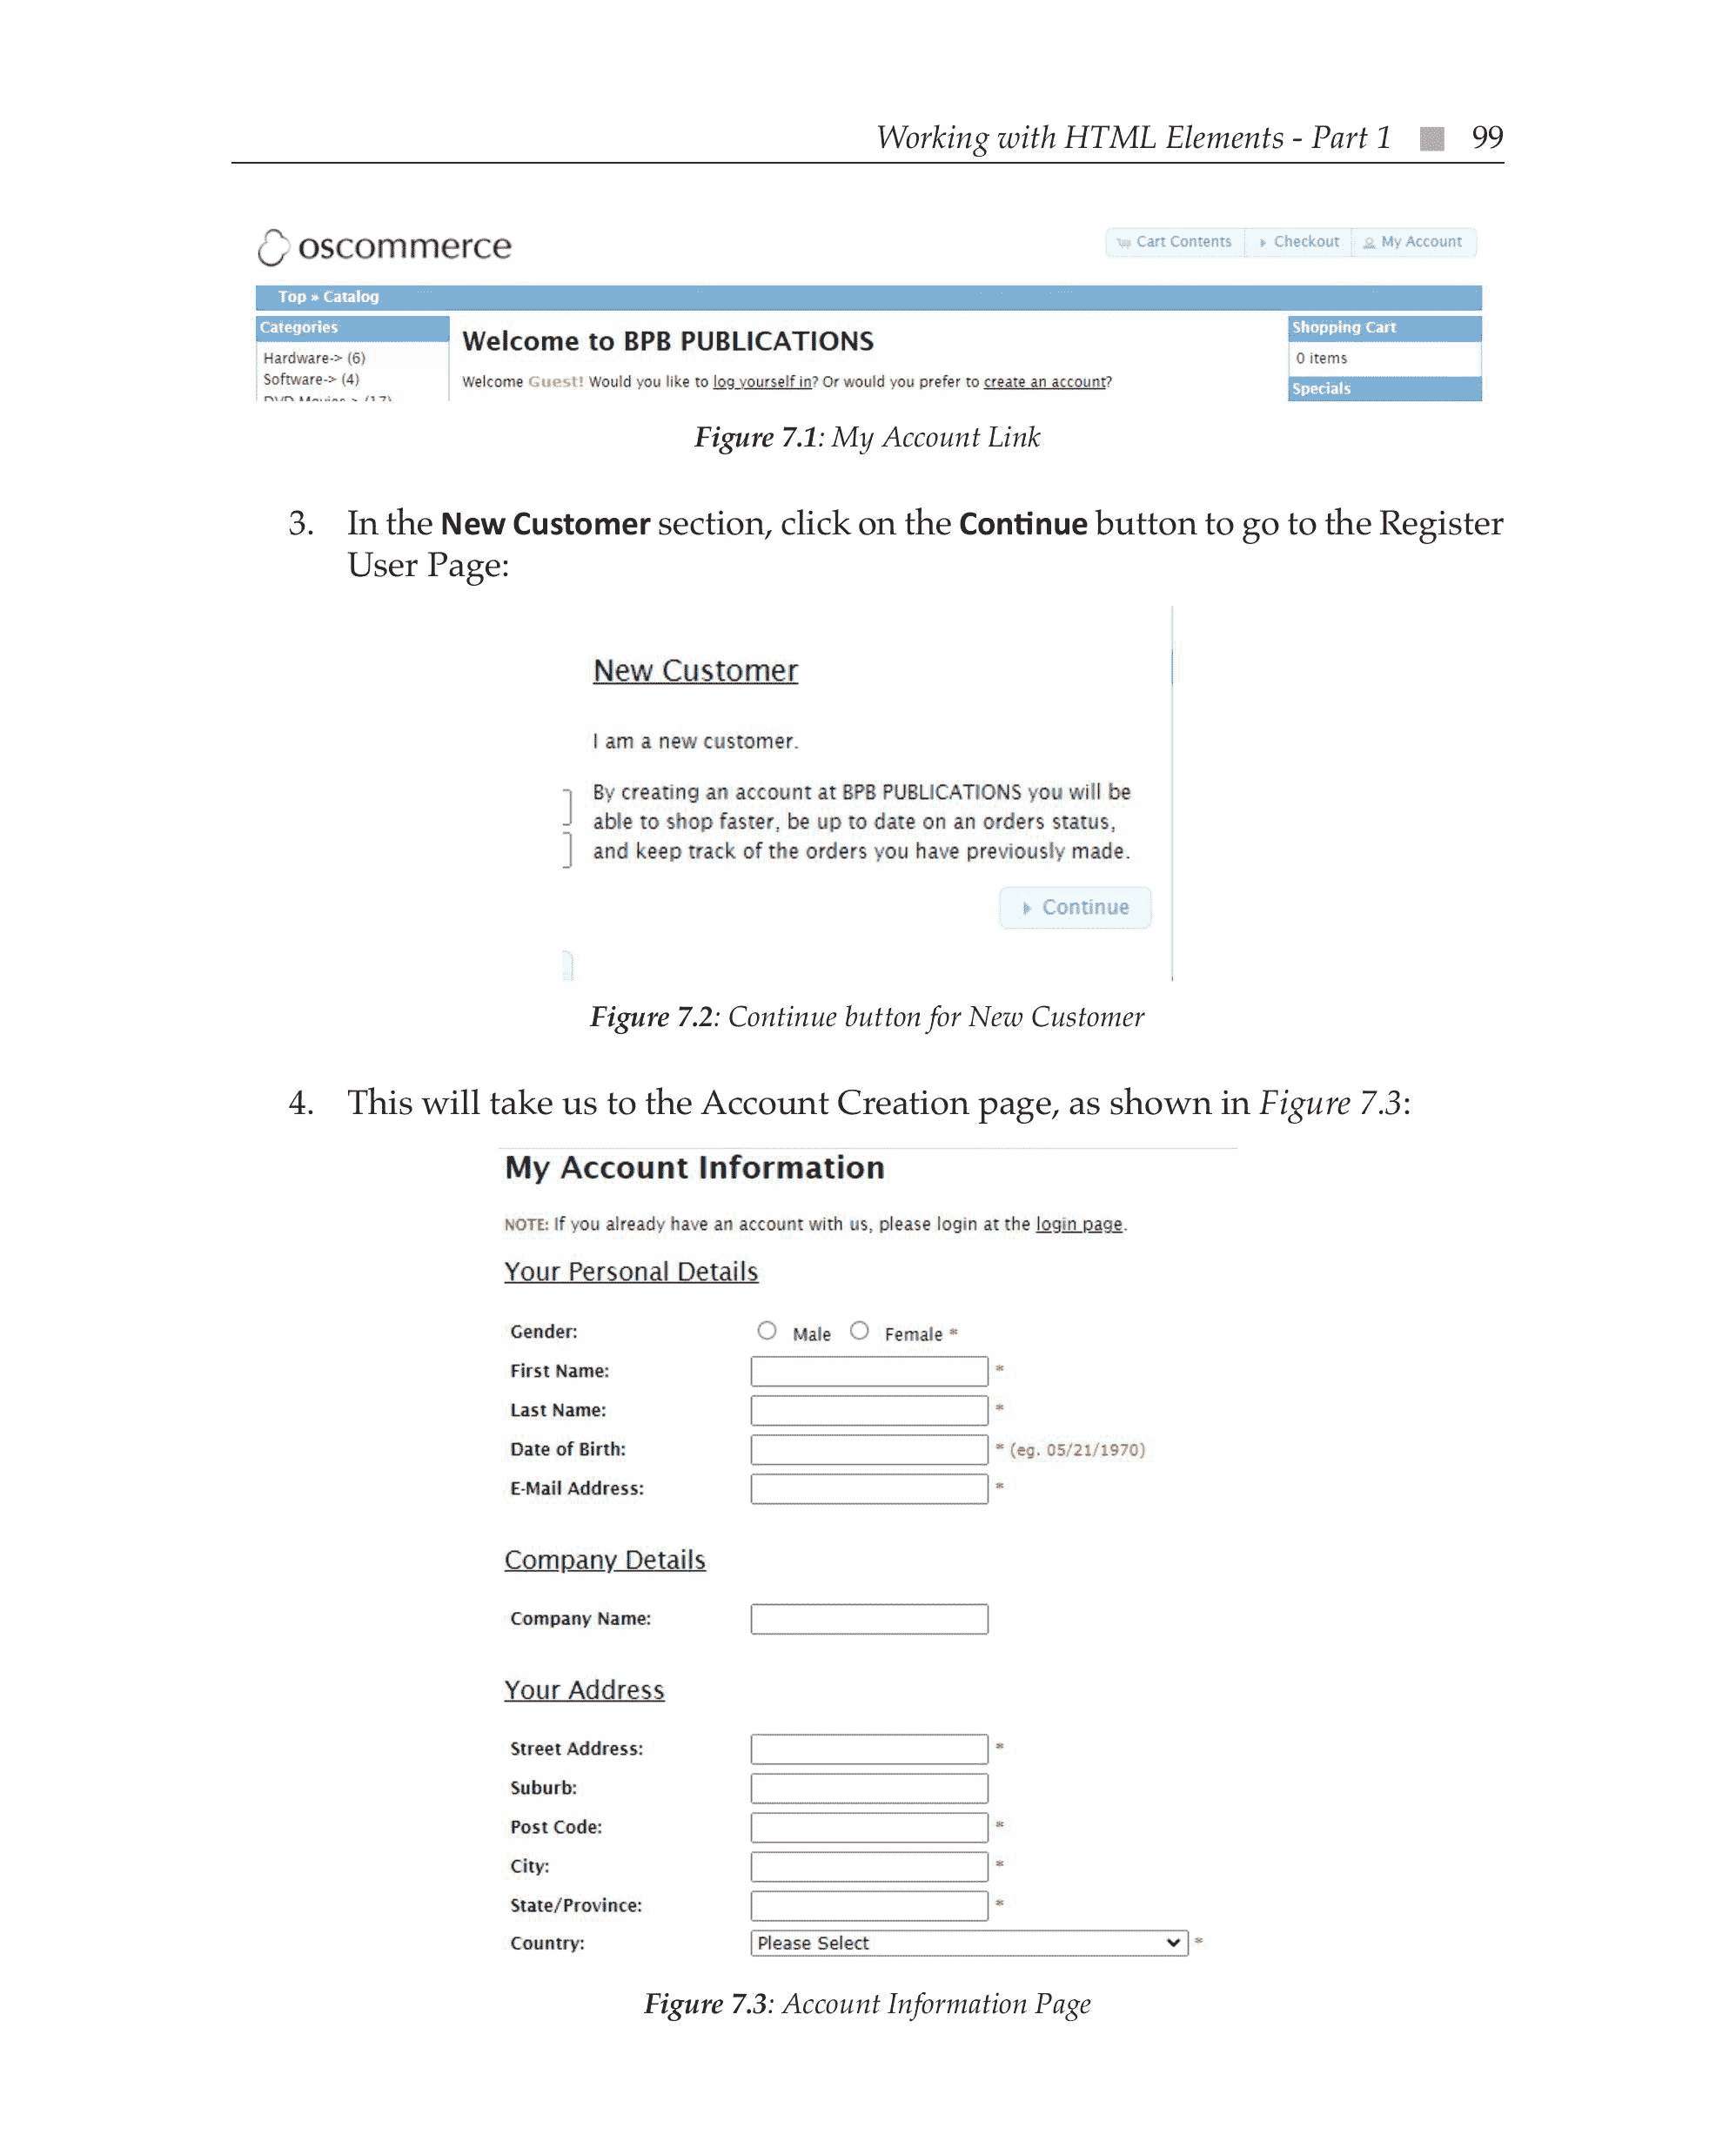 Working with HTML Elements - Part 1 99
oscommerce
Cart Contents Checkout My Account
Top » Catalog
Categories
Hardware-> (6)
Software-> (4)
DVD Movies-> (17)
Welcome to BPB PUBLICATIONS
Welcome Guest! Would you like to log yourself in? Or would you prefer to create an account?
Shopping Cart
0 items
Specials
Figure 7.1: My Account Link
3. In the New Customer section, click on the Continue button to go to the Register
User Page:
New Customer
I am a new customer.
By creating an account at BPB PUBLICATIONS you will be
able to shop faster, be up to date on an orders status,
and keep track of the orders you have previously made.
Continue
Figure 7.2: Continue button for New Customer
4. This will take us to the Account Creation page, as shown in Figure 7.3:
My Account Information
NOTE: If you already have an account with us, please login at the login page.
Your Personal Details
Gender: Male Female *
First Name: *
Last Name: *
Date of Birth: * (eg. 05/21/1970)
E-Mail Address: *
Company Details
Company Name:
Your Address
Street Address: *
Suburb:
Post Code: *
City: *
State/Province: *
Country: Please Select *
Figure 7.3: Account Information Page